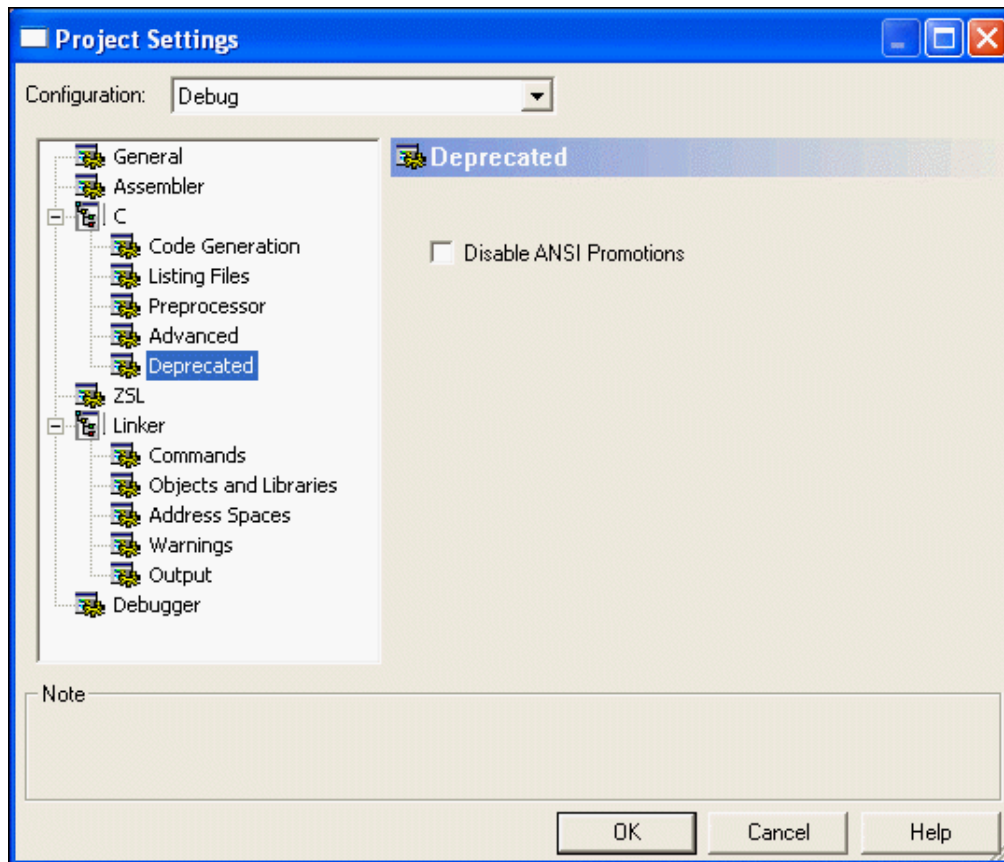 Project Settings
Configuration: Debug
General
Assembler
C
Code Generation
Listing Files
Preprocessor
Advanced
Deprecated
ZSL
Linker
Commands
Objects and Libraries
Address Spaces
Warnings
Output
Debugger
Deprecated
Disable ANSI Promotions
Note
OK Cancel Help